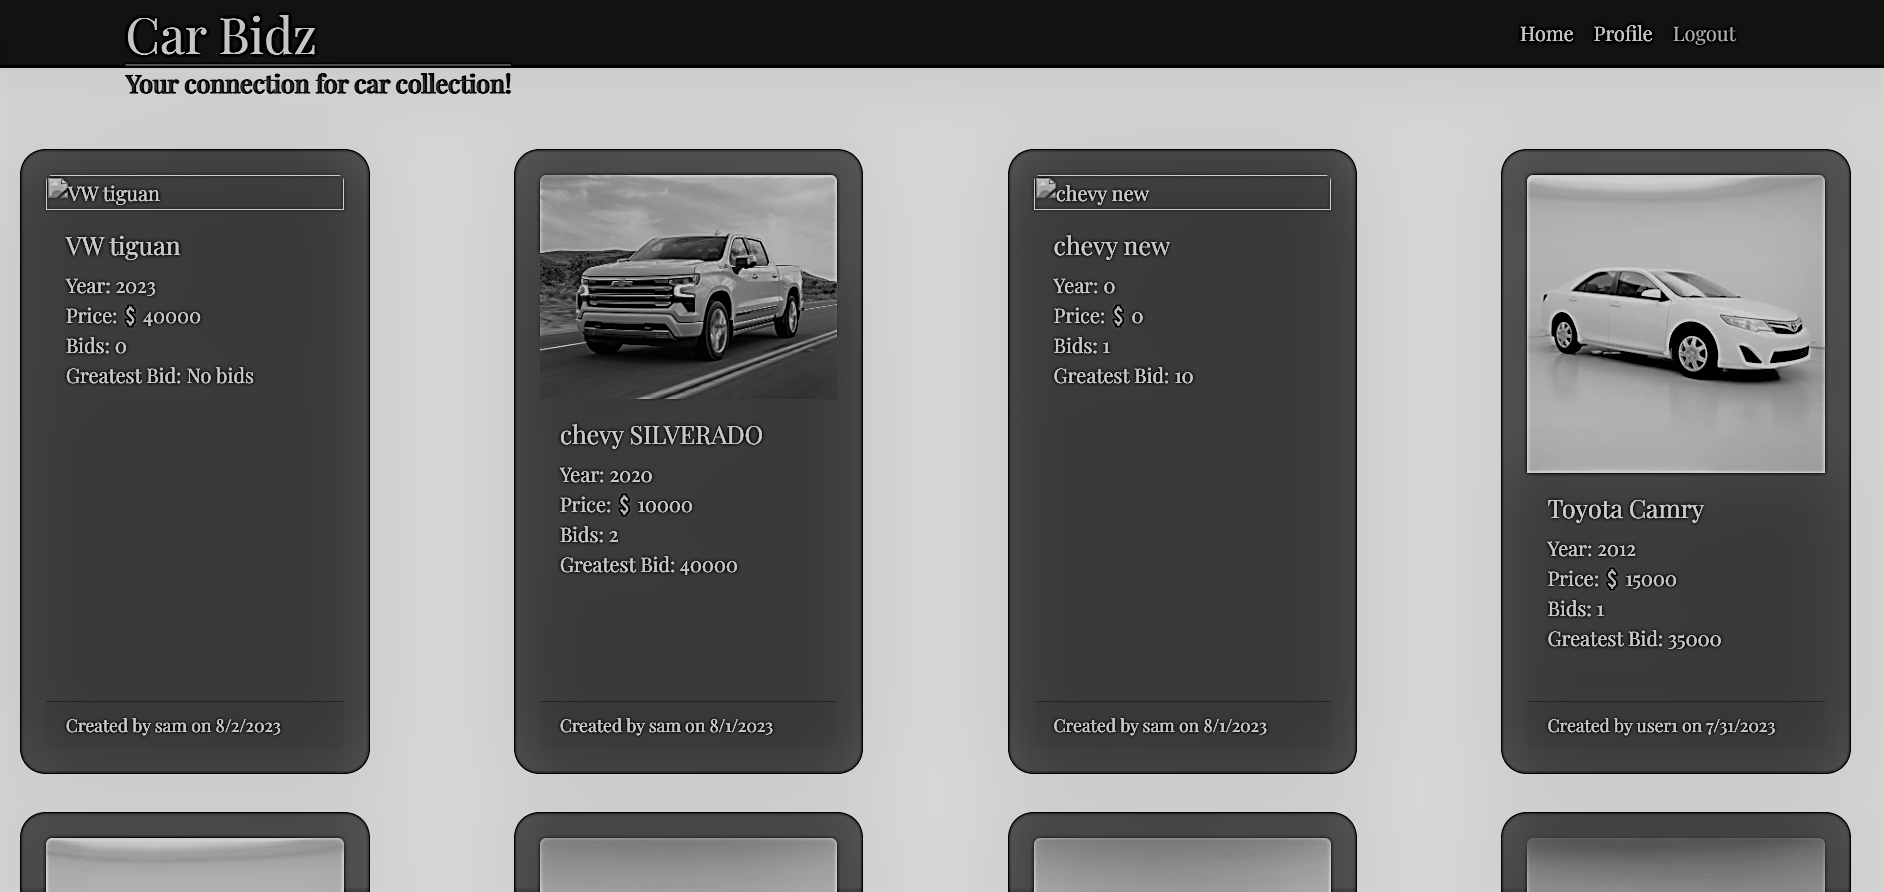 Car Bidz
Home Profile Logout
Your connection for car collection!
VW tiguan
VW tiguan
Year: 2023
Price: $ 40000
Bids: 0
Greatest Bid: No bids
Created by sam on 8/2/2023
chevy SILVERADO
Year: 2020
Price: $ 10000
Bids: 2
Greatest Bid: 40000
Created by sam on 8/1/2023
chevy new
chevy new
Year: 0
Price: $ 0
Bids: 1
Greatest Bid: 10
Created by sam on 8/1/2023
Toyota Camry
Year: 2012
Price: $ 15000
Bids: 1
Greatest Bid: 35000
Created by user1 on 7/31/2023